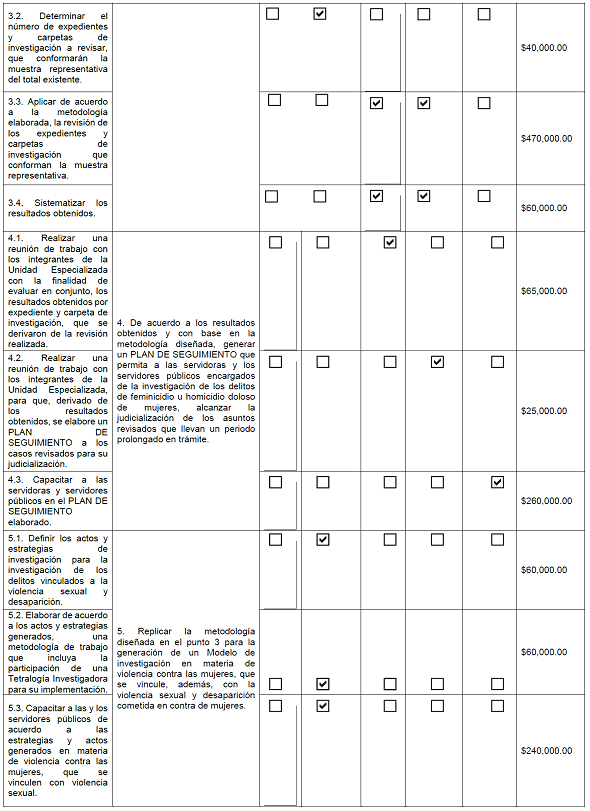 3.2. Determinar el
número de expedientes
y carpetas de
investigación a revisar,
que conformarán la
muestra representativa
del total existente.
$40,000.00
3.3. Aplicar de acuerdo
a la metodología
elaborada, la revisión de
los expedientes y
carpetas de
investigación que
conforman la muestra
representativa.
$470,000.00
3.4. Sistematizar los
resultados obtenidos.
$60,000.00
4.1. Realizar una
reunión de trabajo con
los integrantes de la
Unidad Especializada
con la finalidad de
evaluar en conjunto, los
resultados obtenidos por
expediente y carpeta de
investigación, que se
derivaron de la revisión
realizada.
$65,000.00
4. De acuerdo a los resultados
obtenidos y con base en la
metodología diseñada, generar
un PLAN DE SEGUIMIENTO que
permita a las servidoras y los
servidores públicos encargados
de la investigación de los delitos
de feminicidio u homicidio doloso
de mujeres, alcanzar la
judicialización de los asuntos
revisados que llevan un periodo
prolongado en trámite.
4.2. Realizar una
reunión de trabajo con
los integrantes de la
Unidad Especializada,
para que, derivado de
los resultados
obtenidos, se elabore un
PLAN DE
SEGUIMIENTO a los
casos revisados para su
judicialización.
$25,000.00
4.3. Capacitar a las
servidoras y servidores
públicos en el PLAN DE
SEGUIMIENTO
elaborado.
$260,000.00
5.1. Definir los actos y
estrategias de
investigación para la
investigación de los
delitos vinculados a la
violencia sexual y
desaparición.
$60,000.00
5. Replicar la metodología
diseñada en el punto 3 para la
generación de un Modelo de
investigación en materia de
violencia contra las mujeres, que
se vincule, además, con la
violencia sexual y desaparición
cometida en contra de mujeres.
5.2. Elaborar de acuerdo
a los actos y estrategias
generados, una
metodología de trabajo
que incluya la
participación de una
Tetralogía Investigadora
para su implementación.
$60,000.00
5.3. Capacitar a las y los
servidores públicos de
acuerdo a las
estrategias y actos
generados en materia
de violencia contra las
mujeres, que se
vinculen con violencia
sexual.
$240,000.00